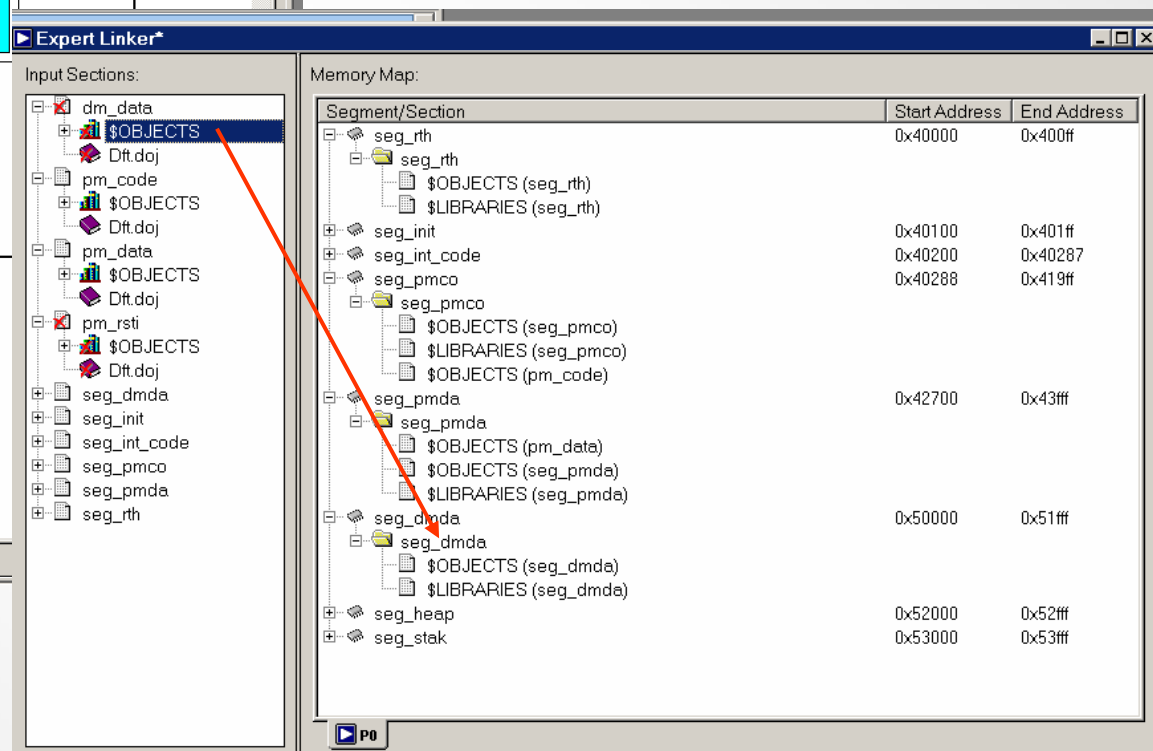 Expert Linker*
Input Sections:
dm_data
$OBJECTS
Dft.doj
pm_code
$OBJECTS
Dft.doj
pm_data
$OBJECTS
Dft.doj
pm_rsti
$OBJECTS
Dft.doj
seg_dmda
seg_init
seg_int_code
seg_pmco
seg_pmda
seg_rth
Memory Map:
Segment/Section Start Address End Address
seg_rth 0x40000 0x400ff
seg_rth
$OBJECTS (seg_rth)
$LIBRARIES (seg_rth)
seg_init 0x40100 0x401ff
seg_int_code 0x40200 0x40287
seg_pmco 0x40288 0x419ff
seg_pmco
$OBJECTS (seg_pmco)
$LIBRARIES (seg_pmco)
$OBJECTS (pm_code)
seg_pmda 0x42700 0x43fff
seg_pmda
$OBJECTS (pm_data)
$OBJECTS (seg_pmda)
$LIBRARIES (seg_pmda)
seg_dmda 0x50000 0x51fff
seg_dmda
$OBJECTS (seg_dmda)
$LIBRARIES (seg_dmda)
seg_heap 0x52000 0x52fff
seg_stak 0x53000 0x53fff
P0